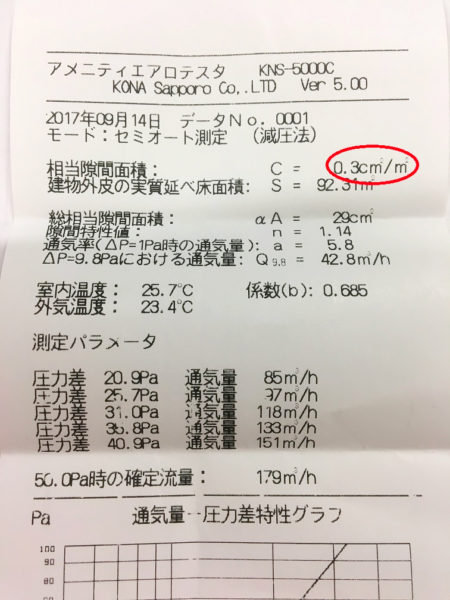 アメニティエアロテスタ KNS-5000C
KONA Sapporo Co,.LTD Ver 5.00
2017年09月14日 データNo. 0001
モード: セミオート測定 (減圧法)
相当隙間面積: C = 0.3cm²/m²
建物外皮の実質延べ床面積: S = 92.31m²
総相当隙間面積: αA = 29cm²
隙間特性値: n = 1.14
通気率(ΔP=1Pa時の通気量): a = 5.8
ΔP=9.8Paにおける通気量: Q9.8 = 42.8m³/h
室内温度: 25.7℃ 係数(b): 0.685
外気温度: 23.4℃
測定パラメータ
圧力差 20.9Pa 通気量 85m³/h
圧力差 25.7Pa 通気量 97m³/h
圧力差 31.0Pa 通気量 118m³/h
圧力差 36.8Pa 通気量 133m³/h
圧力差 40.9Pa 通気量 151m³/h
50.0Pa時の確定流量: 179m³/h
Pa 通気量-圧力差特性グラフ
100
90
80